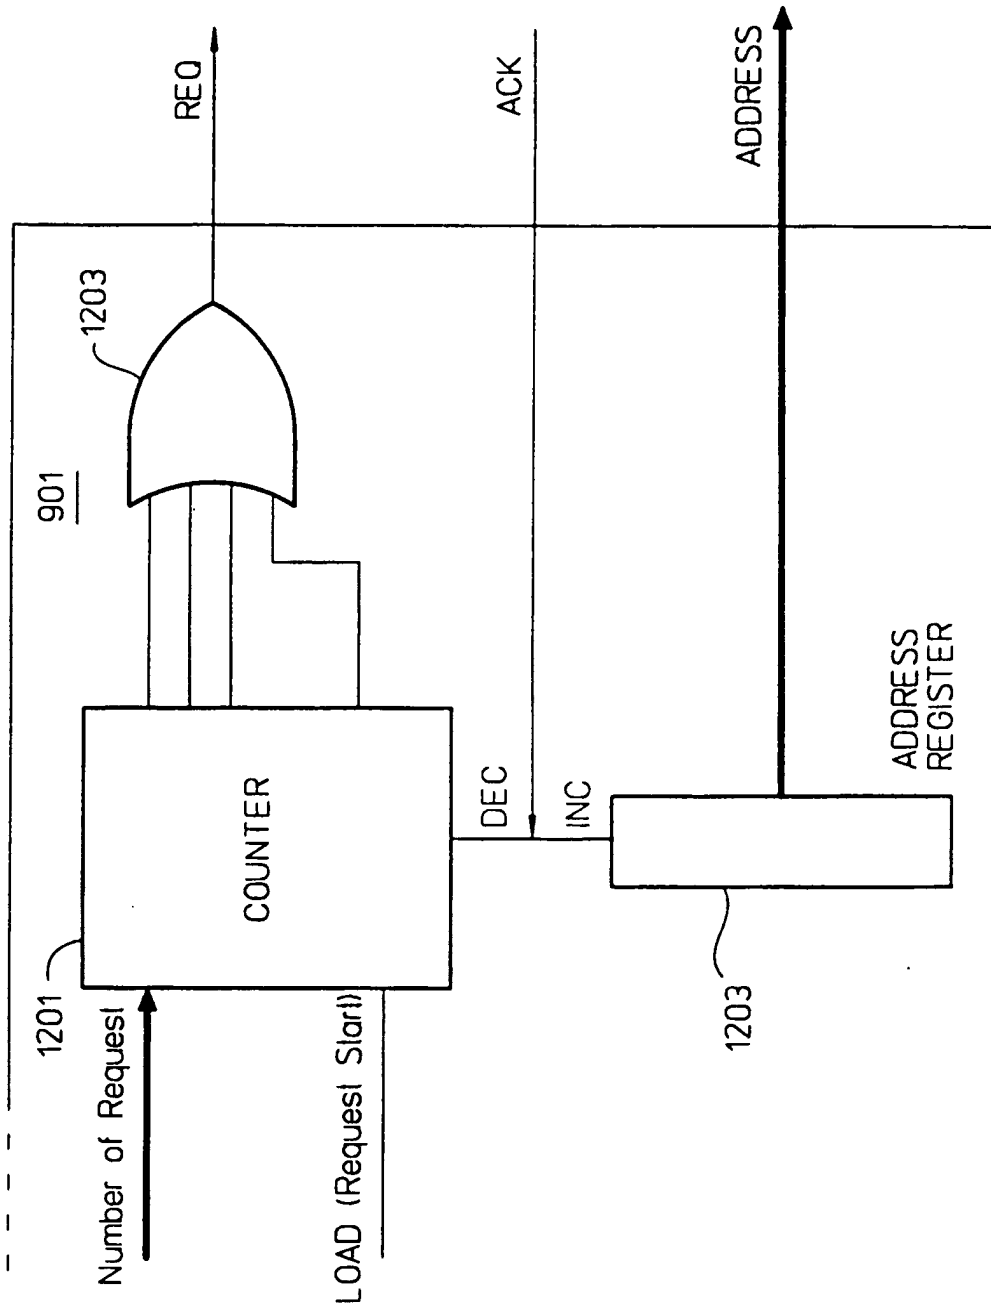 REQ
ACK
ADDRESS
1203
901
1201
COUNTER
DEC
INC
ADDRESS
REGISTER
1203
Number of Request
LOAD (Request Start)